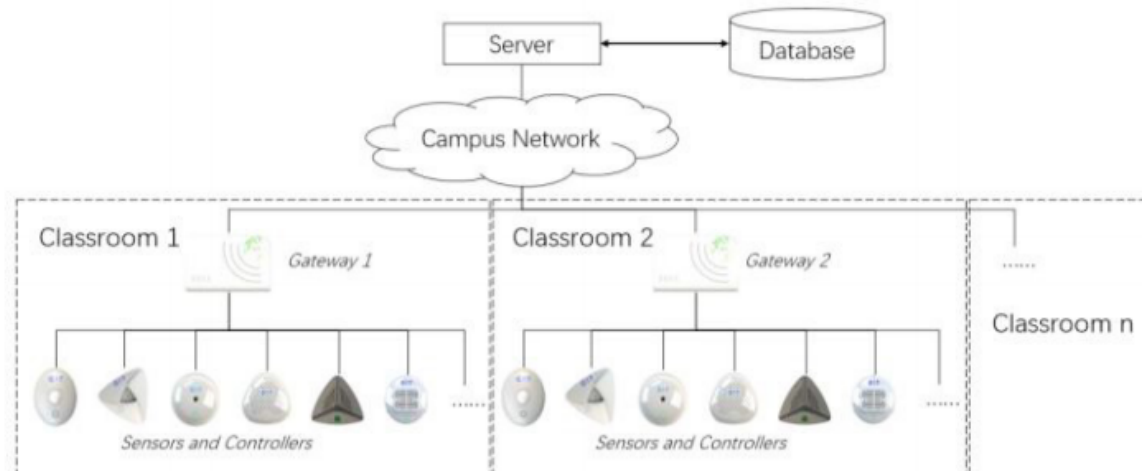 Server
Database
Campus Network
Classroom 1
Gateway 1
Classroom 2
Gateway 2
......
Classroom n
......
......
Sensors and Controllers
Sensors and Controllers